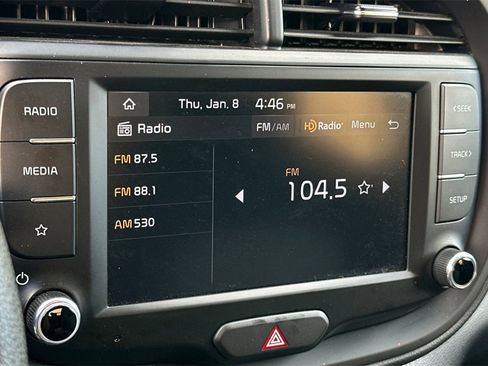 Thu, Jan. 8 4:46 PM
Radio FM/AM HD Radio Menu
RADIO
MEDIA
FM 87.5
FM 88.1
AM 530
FM
104.5
<SEEK
TRACK>
SETUP